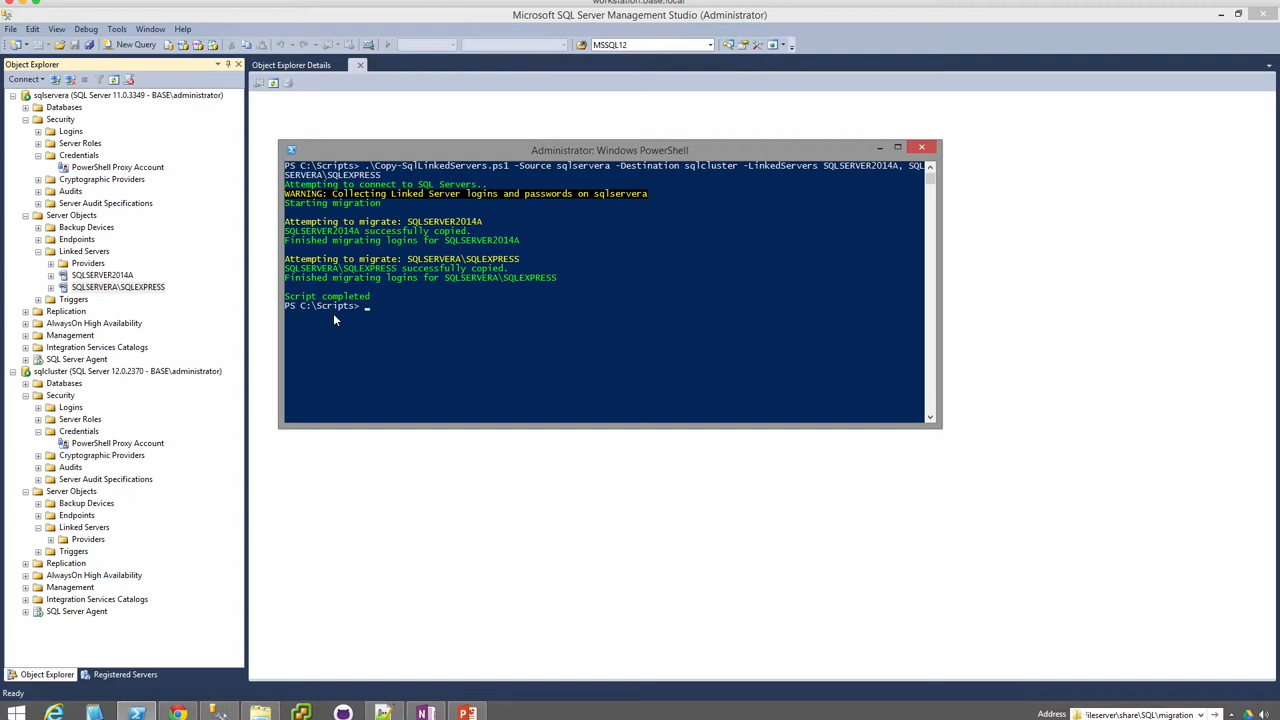 workstation.base.local
Microsoft SQL Server Management Studio (Administrator)
File Edit View Debug Tools Window Help
New Query
MSSQL12
Object Explorer
Connect
sqlservera (SQL Server 11.0.3349 - BASE\administrator)
Databases
Security
Logins
Server Roles
Credentials
PowerShell Proxy Account
Cryptographic Providers
Audits
Server Audit Specifications
Server Objects
Backup Devices
Endpoints
Linked Servers
Providers
SQLSERVER2014A
SQLSERVERA\SQLEXPRESS
Triggers
Replication
AlwaysOn High Availability
Management
Integration Services Catalogs
SQL Server Agent
sqlcluster (SQL Server 12.0.2370 - BASE\administrator)
Databases
Security
Logins
Server Roles
Credentials
PowerShell Proxy Account
Cryptographic Providers
Audits
Server Audit Specifications
Server Objects
Backup Devices
Endpoints
Linked Servers
Providers
Triggers
Replication
AlwaysOn High Availability
Management
Integration Services Catalogs
SQL Server Agent
Object Explorer Registered Servers
Object Explorer Details
Administrator: Windows PowerShell
PS C:\Scripts> .\Copy-SqlLinkedServers.ps1 -Source sqlservera -Destination sqlcluster -LinkedServers SQLSERVER2014A, SQL
SERVERA\SQLEXPRESS
Attempting to connect to SQL Servers..
WARNING: Collecting Linked Server logins and passwords on sqlservera
Starting migration
Attempting to migrate: SQLSERVER2014A
SQLSERVER2014A successfully copied.
Finished migrating logins for SQLSERVER2014A
Attempting to migrate: SQLSERVERA\SQLEXPRESS
SQLSERVERA\SQLEXPRESS successfully copied.
Finished migrating logins for SQLSERVERA\SQLEXPRESS
Script completed
PS C:\Scripts> _
Ready
Address 'ileserver\share\SQL\migration